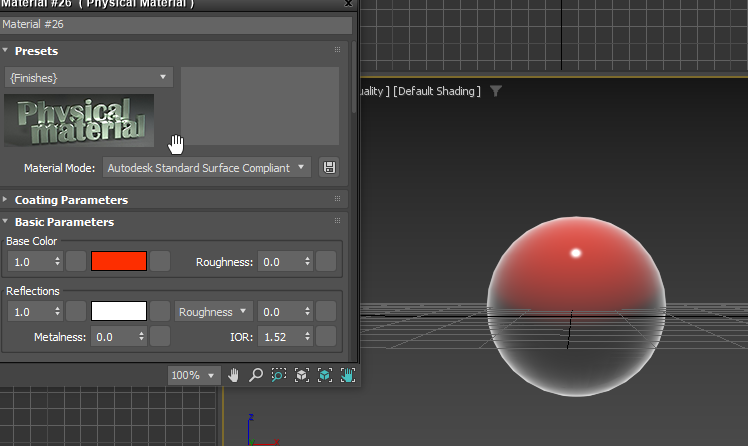 Material #26 ( Physical Material ) X
Material #26
Presets
{Finishes}
Physical
material
Material Mode: Autodesk Standard Surface Compliant
Coating Parameters
Basic Parameters
Base Color
1.0 Roughness: 0.0
Reflections
1.0 Roughness 0.0
Metalness: 0.0 IOR: 1.52
100%
uality ] [Default Shading ]
z